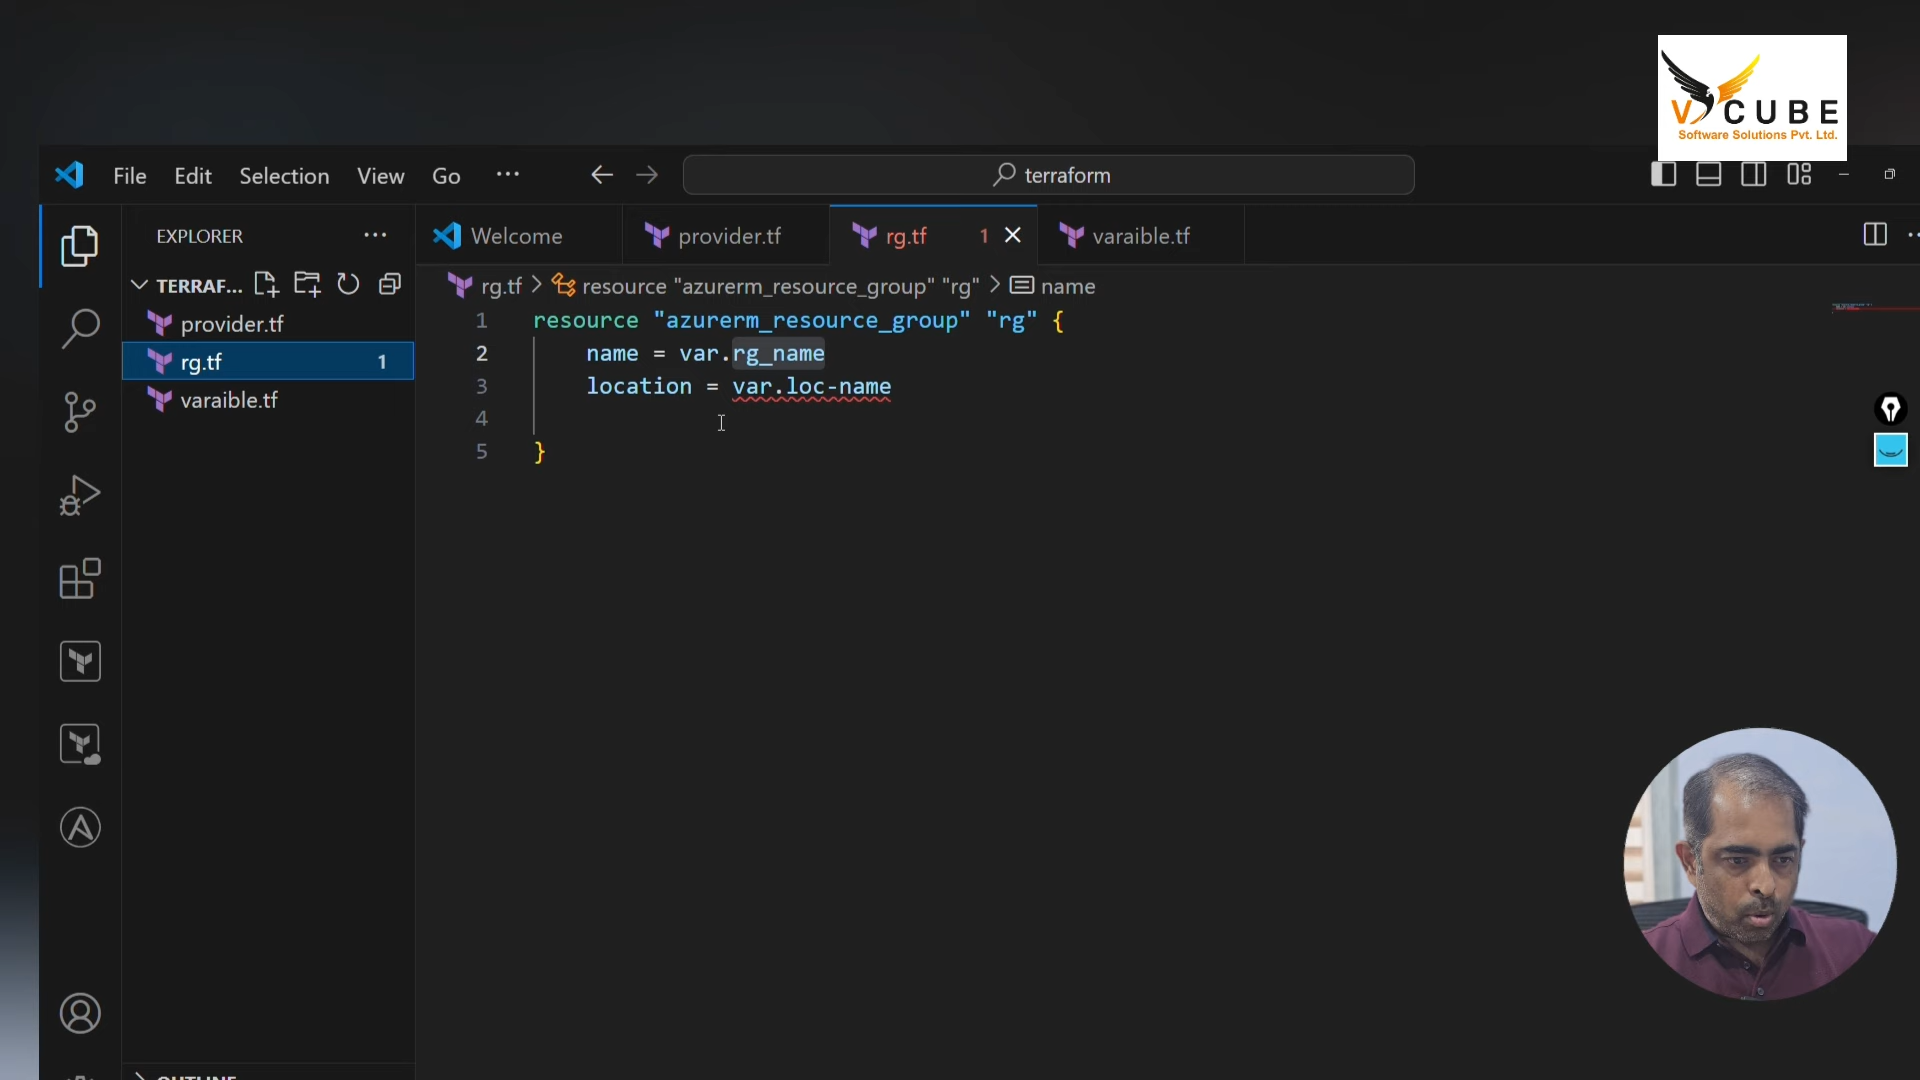 V CUBE
Software Solutions Pvt. Ltd.
File Edit Selection View Go ··· terraform
EXPLORER ···
Welcome provider.tf rg.tf 1 varaible.tf
TERRAF...
rg.tf > resource "azurerm_resource_group" "rg" > name
provider.tf
rg.tf 1
varaible.tf
1 resource "azurerm_resource_group" "rg" {
2 name = var.rg_name
3 location = var.loc-name
4
5 }
OUTLINE